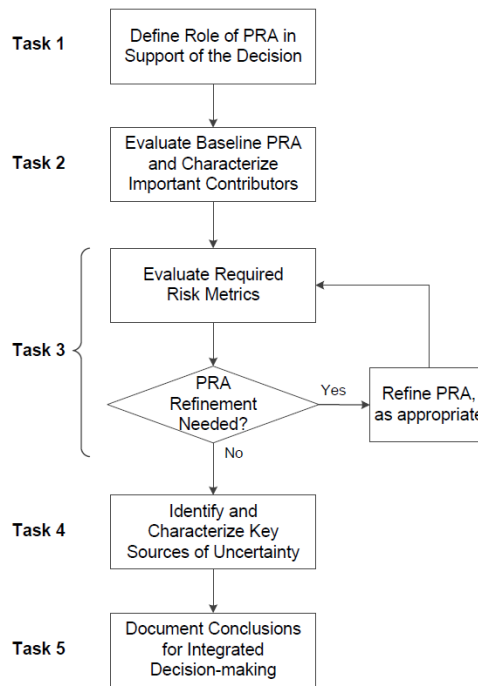 Task 1
Define Role of PRA in
Support of the Decision
Task 2
Evaluate Baseline PRA
and Characterize
Important Contributors
Task 3
Evaluate Required
Risk Metrics
PRA
Refinement
Needed?
Yes
Refine PRA,
as appropriate
No
Task 4
Identify and
Characterize Key
Sources of Uncertainty
Task 5
Document Conclusions
for Integrated
Decision-making